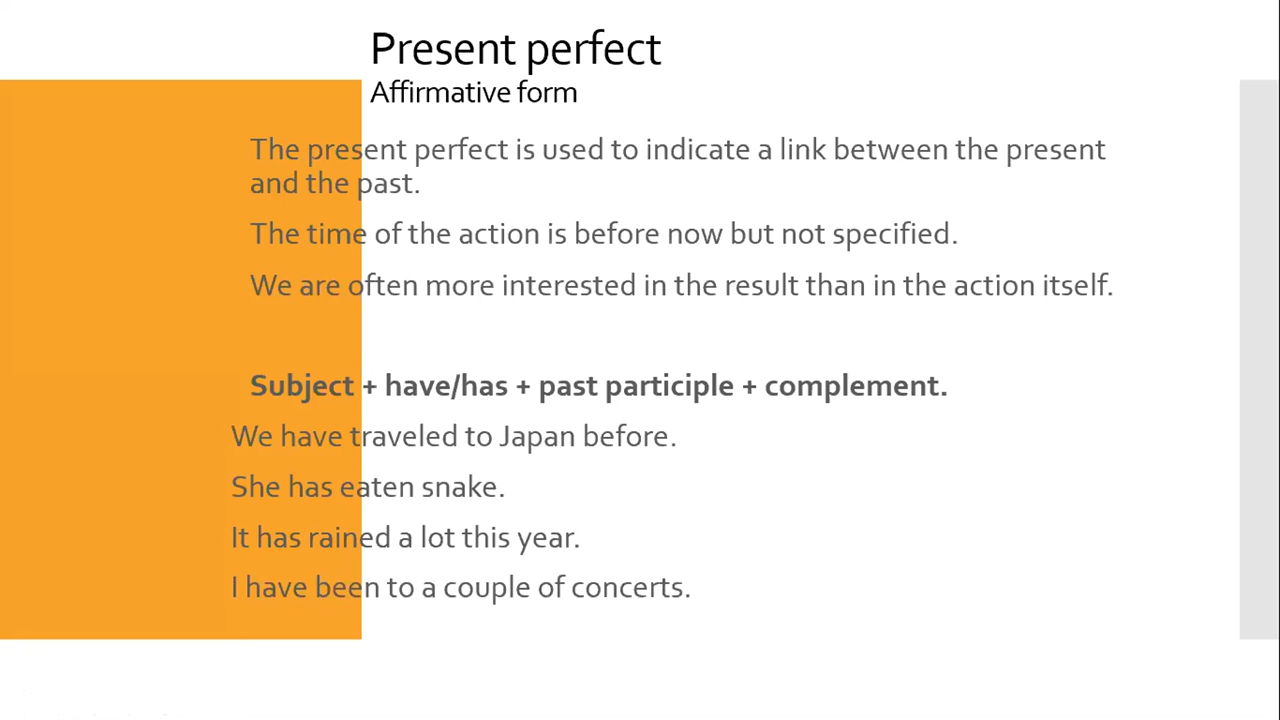 Present perfect
Affirmative form
The present perfect is used to indicate a link between the present
and the past.
The time of the action is before now but not specified.
We are often more interested in the result than in the action itself.
Subject + have/has + past participle + complement.
We have traveled to Japan before.
She has eaten snake.
It has rained a lot this year.
I have been to a couple of concerts.